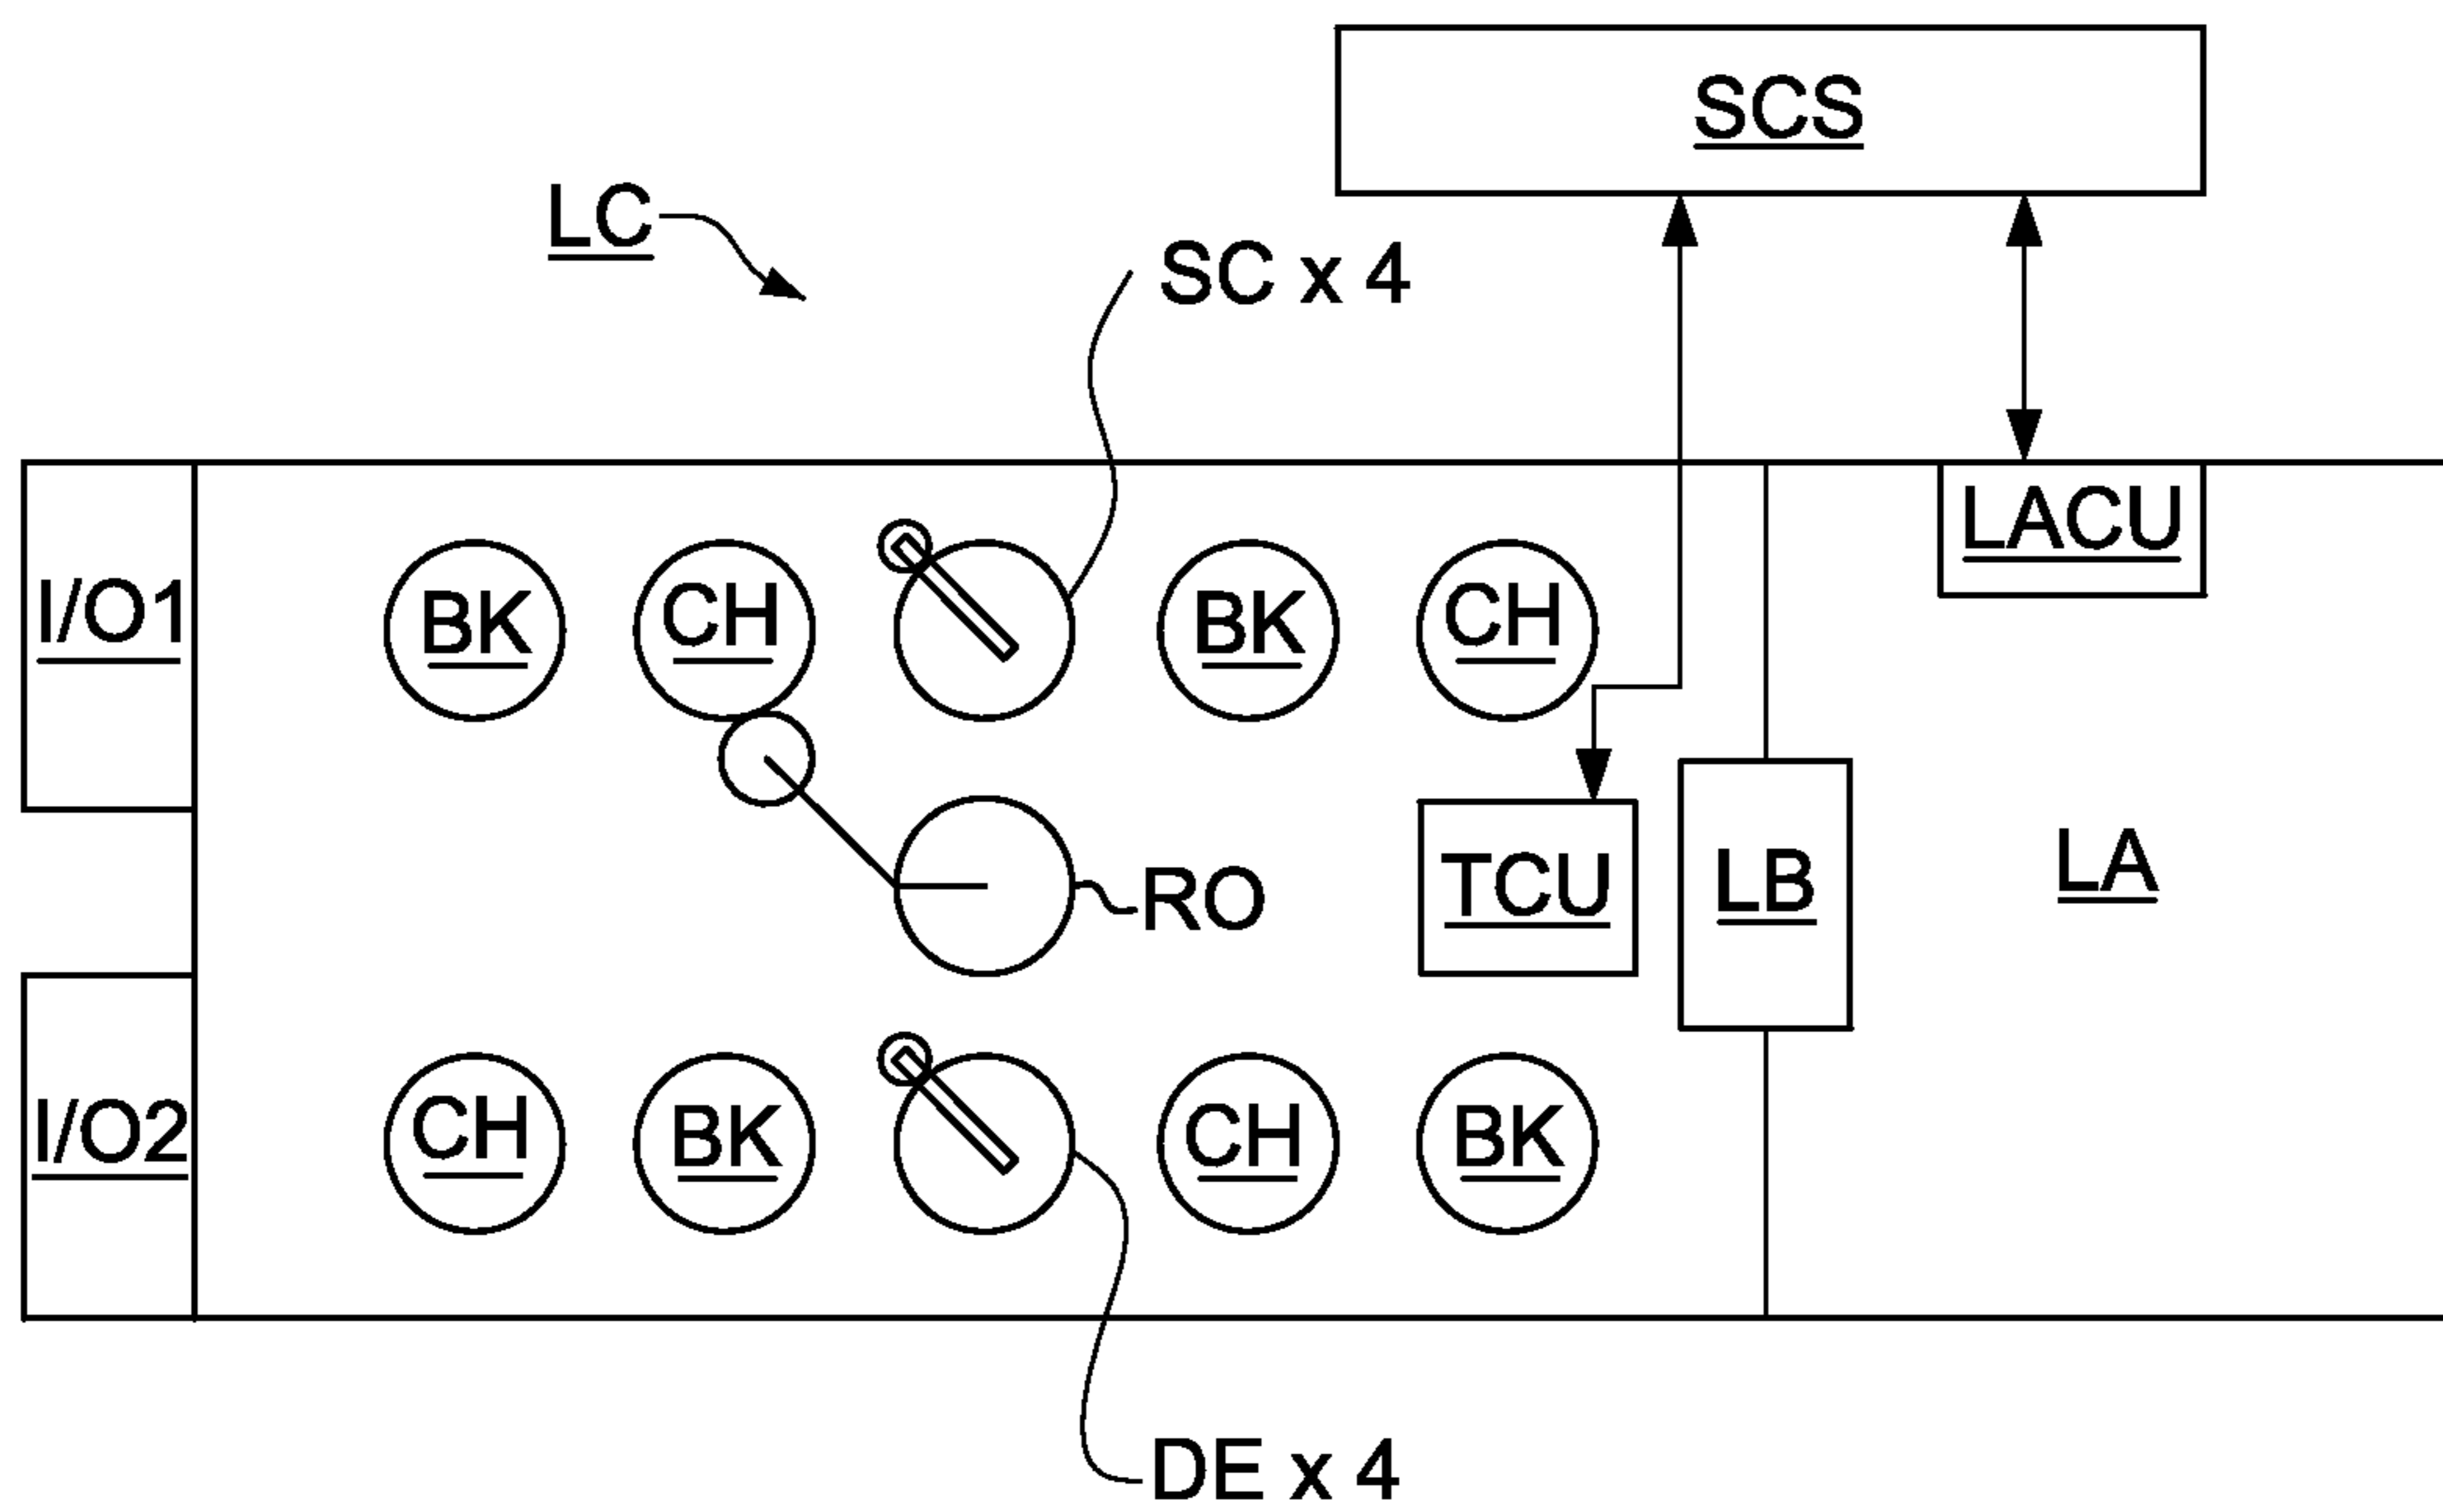 SCS
LC
SC x 4
LACU
I/O1
BK
CH
BK
CH
TCU
LB
LA
RO
I/O2
CH
BK
CH
BK
DE x 4